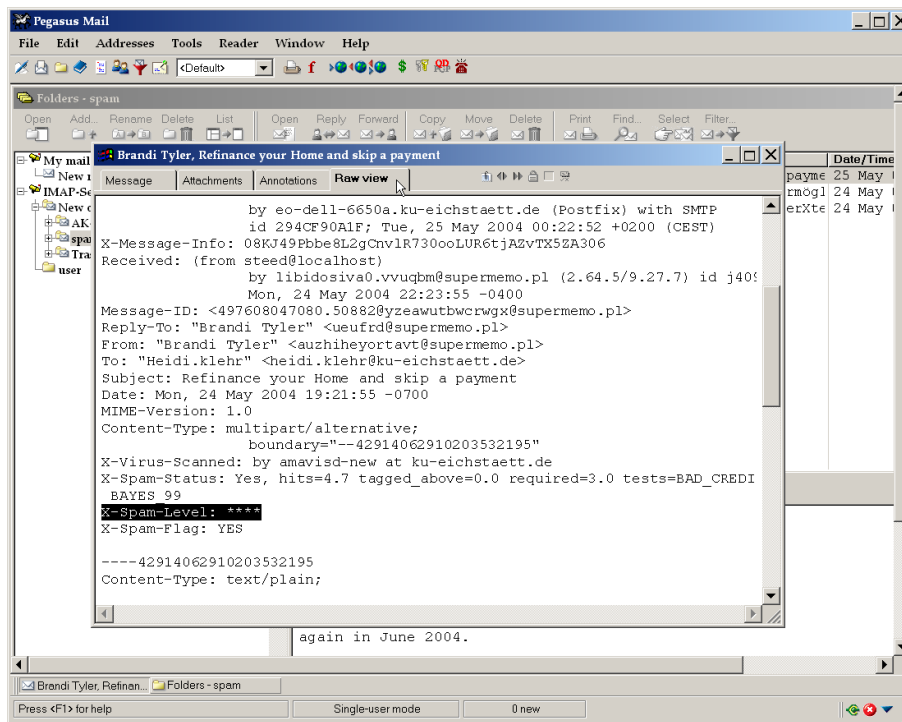 Pegasus Mail
File Edit Addresses Tools Reader Window Help
<Default>
Folders - spam
Open Add... Rename Delete List Open Reply Forward Copy Move Delete Print Find... Select Filter...
My mail
New
IMAP-Se
New
AK
spa
Tra
user
Date/Time
payme 25 May
rmögl 24 May
erXte 24 May
Brandi Tyler, Refinance your Home and skip a payment
Message Attachments Annotations Raw view
by eo-dell-6650a.ku-eichstaett.de (Postfix) with SMTP
id 294CF90A1F; Tue, 25 May 2004 00:22:52 +0200 (CEST)
X-Message-Info: 08KJ49Pbbe8L2gCnvlR730ooLUR6tjAZvTX5ZA306
Received: (from steed@localhost)
by libidosiva0.vvuqbm@supermemo.pl (2.64.5/9.27.7) id j409
Mon, 24 May 2004 22:23:55 -0400
Message-ID: <497608047080.50882@yzeawutbwcrwgx@supermemo.pl>
Reply-To: "Brandi Tyler" <ueufrd@supermemo.pl>
From: "Brandi Tyler" <auzhiheyortavt@supermemo.pl>
To: "Heidi.klehr" <heidi.klehr@ku-eichstaett.de>
Subject: Refinance your Home and skip a payment
Date: Mon, 24 May 2004 19:21:55 -0700
MIME-Version: 1.0
Content-Type: multipart/alternative;
boundary="--42914062910203532195"
X-Virus-Scanned: by amavisd-new at ku-eichstaett.de
X-Spam-Status: Yes, hits=4.7 tagged_above=0.0 required=3.0 tests=BAD_CREDI
BAYES_99
X-Spam-Level: ****
X-Spam-Flag: YES
----42914062910203532195
Content-Type: text/plain;
again in June 2004.
Brandi Tyler, Refinan... Folders - spam
Press <F1> for help Single-user mode 0 new